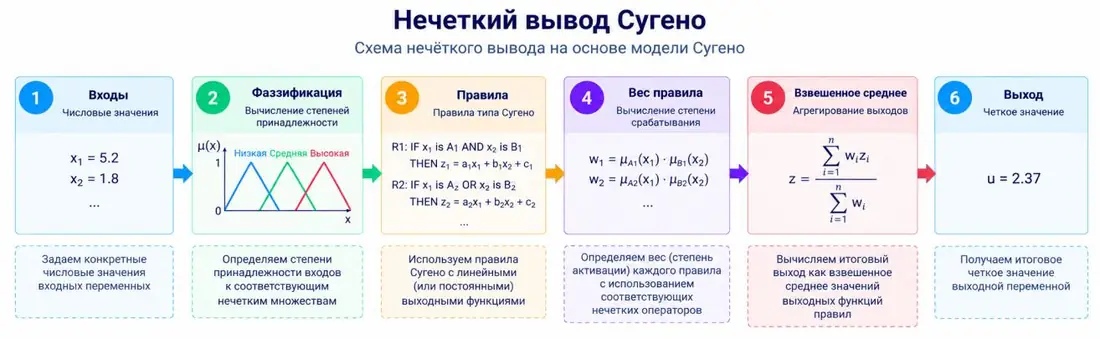 Нечеткий вывод Сугено
Схема нечёткого вывода на основе модели Сугено
1
Входы
Числовые значения
x₁ = 5.2
x₂ = 1.8
...
Задаем конкретные
числовые значения
входных переменных
2
Фаззификация
Вычисление степеней
принадлежности
μ(x)
Низкая Средняя Высокая
1
0
x
Определяем степени
принадлежности входов
к соответствующим
нечетким множествам
3
Правила
Правила типа Сугено
R1: IF x₁ is A1 AND x₂ is B₁
THEN z₁ = a₁x₁ + b₁x₂ + c₁
R2: IF x₁ is A₂ OR x₂ is B₂
THEN z₂ = a₂x₁ + b₂x₂ + c₂
...
Используем правила
Сугено с линейными
(или постоянными)
выходными функциями
4
Вес правила
Вычисление степени
срабатывания
w₁ = μ_A1(x₁) · μ_B1(x₂)
w₂ = μ_A2(x₁) · μ_B2(x₂)
...
Определяем вес (степень
активации) каждого правила
с использованием
соответствующих
нечетких операторов
5
Взвешенное среднее
Агрегирование выходов
n
∑ wᵢzᵢ
i=1
z =
n
∑ wᵢ
i=1
Вычисляем итоговый
выход как взвешенное
среднее значений
выходных функций
правил
6
Выход
Четкое значение
u = 2.37
Получаем итоговое
четкое значение
выходной переменной